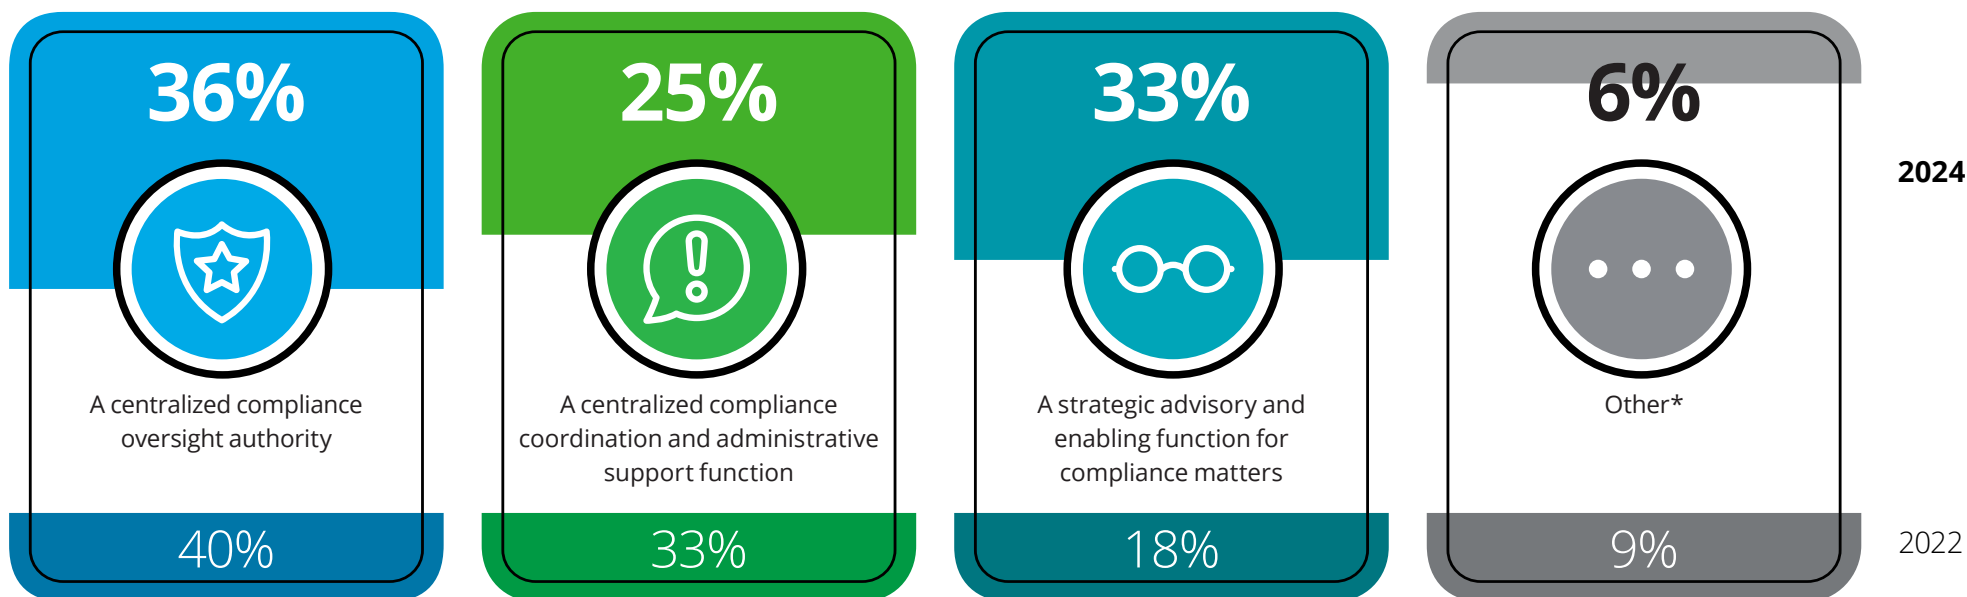 36%
25%
33%
6%
2024
A centralized compliance
oversight authority
A centralized compliance
coordination and administrative
support function
A strategic advisory and
enabling function for
compliance matters
Other*
40%
33%
18%
9%
2022